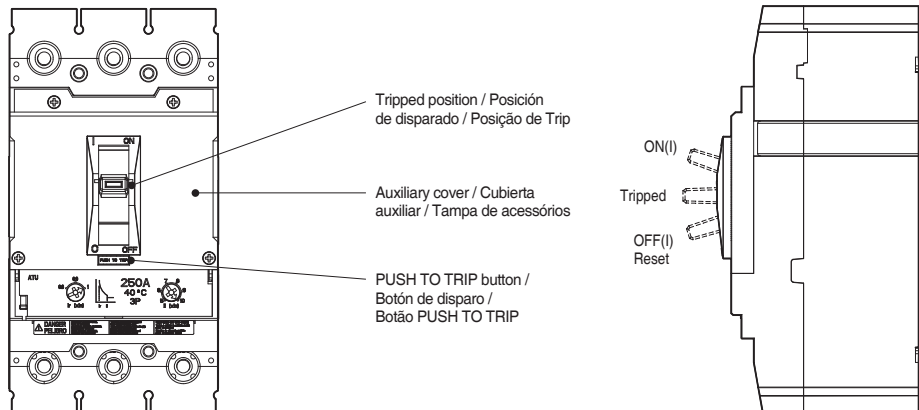 Tripped position / Posición
de disparado / Posição de Trip
Auxiliary cover / Cubierta
auxiliar / Tampa de acessórios
PUSH TO TRIP button /
Botón de disparo /
Botão PUSH TO TRIP
I ON
O OFF
PUSH TO TRIP
ATU
250A
40°C
3P
DANGER
PELIGRO
ON(I)
Tripped
OFF(I)
Reset